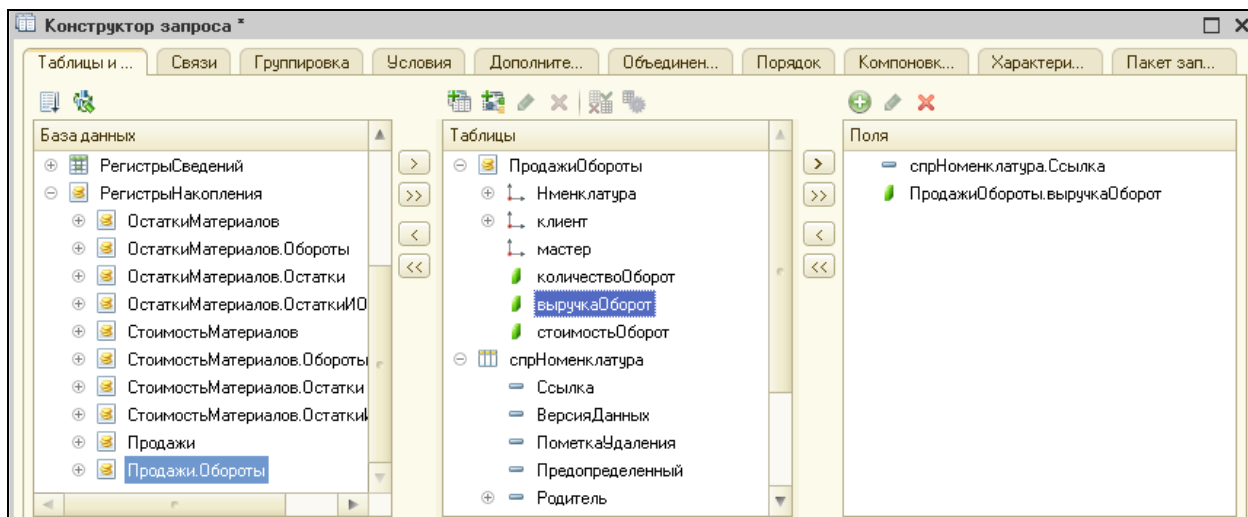 Конструктор запроса *
Таблицы и ... Связи Группировка Условия Дополните... Объединен... Порядок Компоновк... Характери... Пакет зап...
База данных
РегистрыСведений
РегистрыНакопления
ОстаткиМатериалов
ОстаткиМатериалов.Обороты
ОстаткиМатериалов.Остатки
ОстаткиМатериалов.ОстаткиИО
СтоимостьМатериалов
СтоимостьМатериалов.Обороты
СтоимостьМатериалов.Остатки
СтоимостьМатериалов.ОстаткиИ
Продажи
Продажи.Обороты
Таблицы
ПродажиОбороты
Нменклатура
клиент
мастер
количествоОборот
выручкаОборот
стоимостьОборот
спрНоменклатура
Ссылка
ВерсияДанных
ПометкаУдаления
Предопределенный
Родитель
Поля
спрНоменклатура.Ссылка
ПродажиОбороты.выручкаОборот